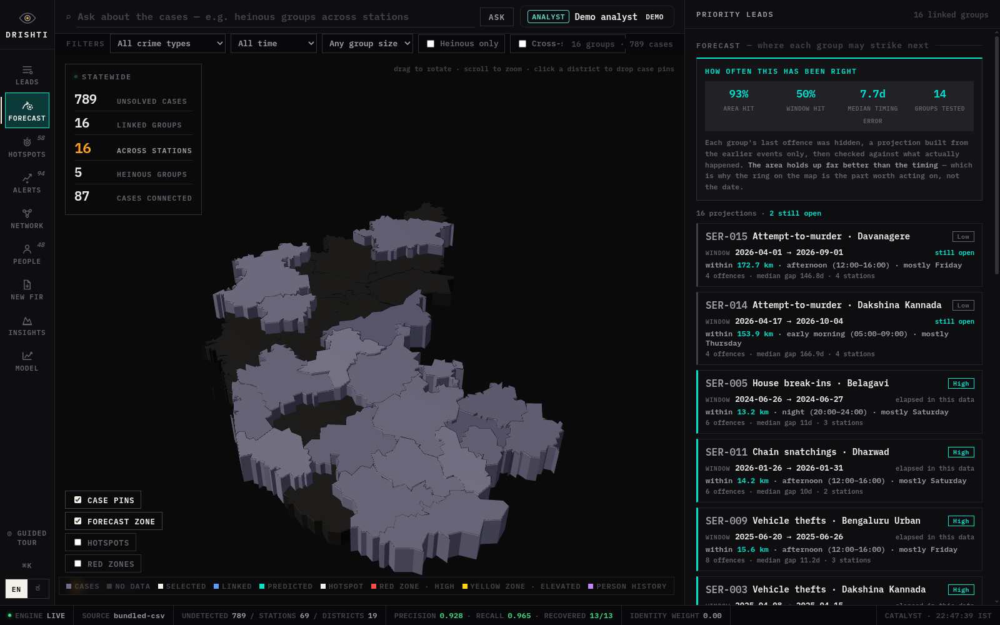 DRISHTI
LEADS
FORECAST
HOTSPOTS 58
ALERTS 94
NETWORK
PEOPLE 48
NEW FIR
INSIGHTS
MODEL
GUIDED TOUR
⌘K
EN
Ask about the cases — e.g. heinous groups across stations
ASK
ANALYST Demo analyst DEMO
FILTERS All crime types All time Any group size Heinous only Cross-s 16 groups · 789 cases
drag to rotate · scroll to zoom · click a district to drop case pins
STATEWIDE
789 UNSOLVED CASES
16 LINKED GROUPS
16 ACROSS STATIONS
5 HEINOUS GROUPS
87 CASES CONNECTED
CASE PINS
FORECAST ZONE
HOTSPOTS
RED ZONES
CASES NO DATA SELECTED LINKED PREDICTED HOTSPOT RED ZONE · HIGH YELLOW ZONE · ELEVATED PERSON HISTORY
PRIORITY LEADS 16 linked groups
FORECAST — where each group may strike next
HOW OFTEN THIS HAS BEEN RIGHT
93% 50% 7.7d 14
AREA HIT WINDOW HIT MEDIAN TIMING ERROR GROUPS TESTED
Each group's last offence was hidden, a projection built from
the earlier events only, then checked against what actually
happened. The area holds up far better than the timing — which
is why the ring on the map is the part worth acting on, not
the date.
16 projections · 2 still open
SER-015 Attempt-to-murder · Davanagere Low
WINDOW 2026-04-01 → 2026-09-01 still open
within 172.7 km · afternoon (12:00–16:00) · mostly Friday
4 offences · median gap 146.8d · 4 stations
SER-014 Attempt-to-murder · Dakshina Kannada Low
WINDOW 2026-04-17 → 2026-10-04 still open
within 153.9 km · early morning (05:00–09:00) · mostly
Thursday
4 offences · median gap 166.9d · 4 stations
SER-005 House break-ins · Belagavi High
WINDOW 2024-06-26 → 2024-06-27 elapsed in this data
within 13.2 km · night (20:00–24:00) · mostly Saturday
6 offences · median gap 11d · 3 stations
SER-011 Chain snatchings · Dharwad High
WINDOW 2026-01-26 → 2026-01-31 elapsed in this data
within 14.2 km · afternoon (12:00–16:00) · mostly Saturday
6 offences · median gap 10d · 2 stations
SER-009 Vehicle thefts · Bengaluru Urban High
WINDOW 2025-06-20 → 2025-06-26 elapsed in this data
within 15.6 km · afternoon (12:00–16:00) · mostly Friday
8 offences · median gap 11.2d · 3 stations
SER-003 Vehicle thefts · Dakshina Kannada High
ENGINE LIVE SOURCE bundled-csv UNDETECTED 789 / STATIONS 69 / DISTRICTS 19 PRECISION 0.928 · RECALL 0.965 · RECOVERED 13/13 IDENTITY WEIGHT 0.00 CATALYST · 22:47:39 IST